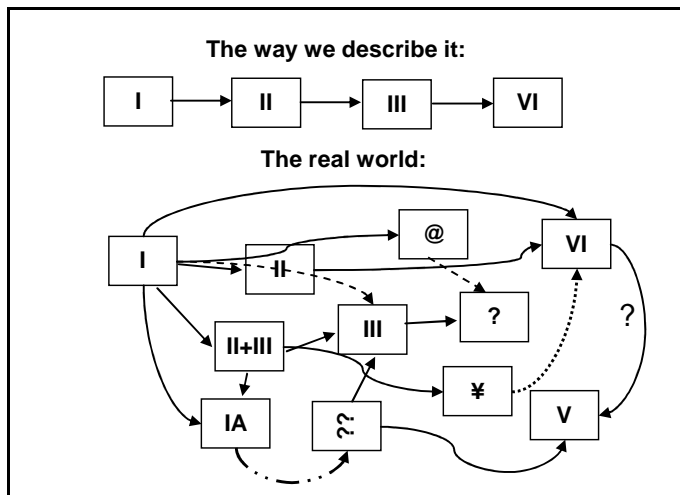 The way we describe it:
I II III VI
The real world:
@
VI
I
II
?
III
?
II+III
¥
V
IA
??